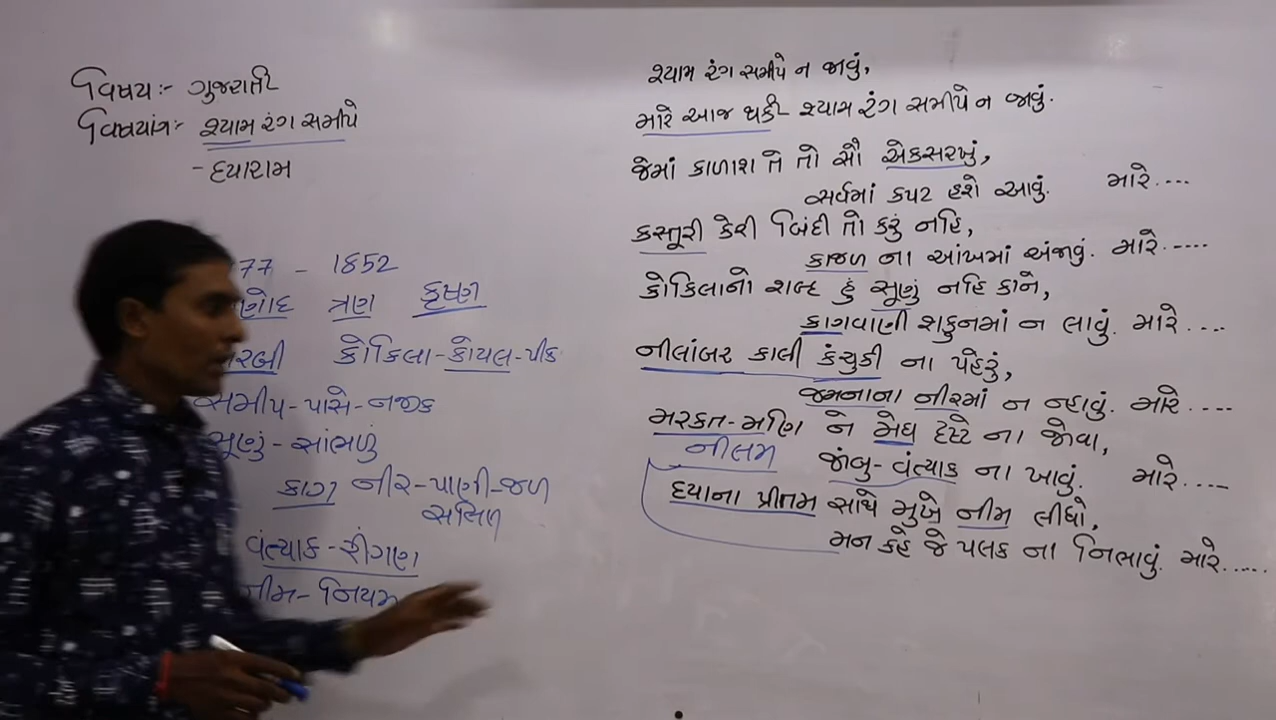 વિષય:- ગુજરાતી
વિષયાંગ:- શ્યામ રંગ સમીપે
- દયારામ
77 - 1852
ણોદ ત્રણ કૃષ્ણ
રબી કોકિલા-કોયલ-પીક
સમીપ-પાસે-નજીક
સૂણું - સાંભળું
કાગ નીર-પાણી-જળ
સલિલ
વંત્યાક-રીંગણ
નીમ-નિયમ
શ્યામ રંગ સમીપે ન જાવું,
મારે આજ થકી શ્યામ રંગ સમીપે ન જાવું.
જેમાં કાળાશ તે તો સૌ એકસરખું,
સર્વમાં કપટ હશે આવું. મારે....
કસ્તૂરી કેરી બિંદી તો કરું નહિ,
કાજળ ના આંખમાં અંજાવું. મારે....
કોકિલાનો શબ્દ હું સૂણું નહિ કાને,
કાગવાણી શકુનમાં ન લાવું. મારે....
નીલાંબર કાલી કંચુકી ના પહેરું,
જમનાના નીરમાં ન ન્હાવું. મારે....
મરકત-મણિ ને મેઘ દૃષ્ટે ના જોવા,
નીલમ
જાંબુ-વંત્યાક ના ખાવું. મારે....
દયાના પ્રીતમ સાથે મુખે નીમ લીધો,
મન કહે જે પલક ના નિભાવું. મારે.....